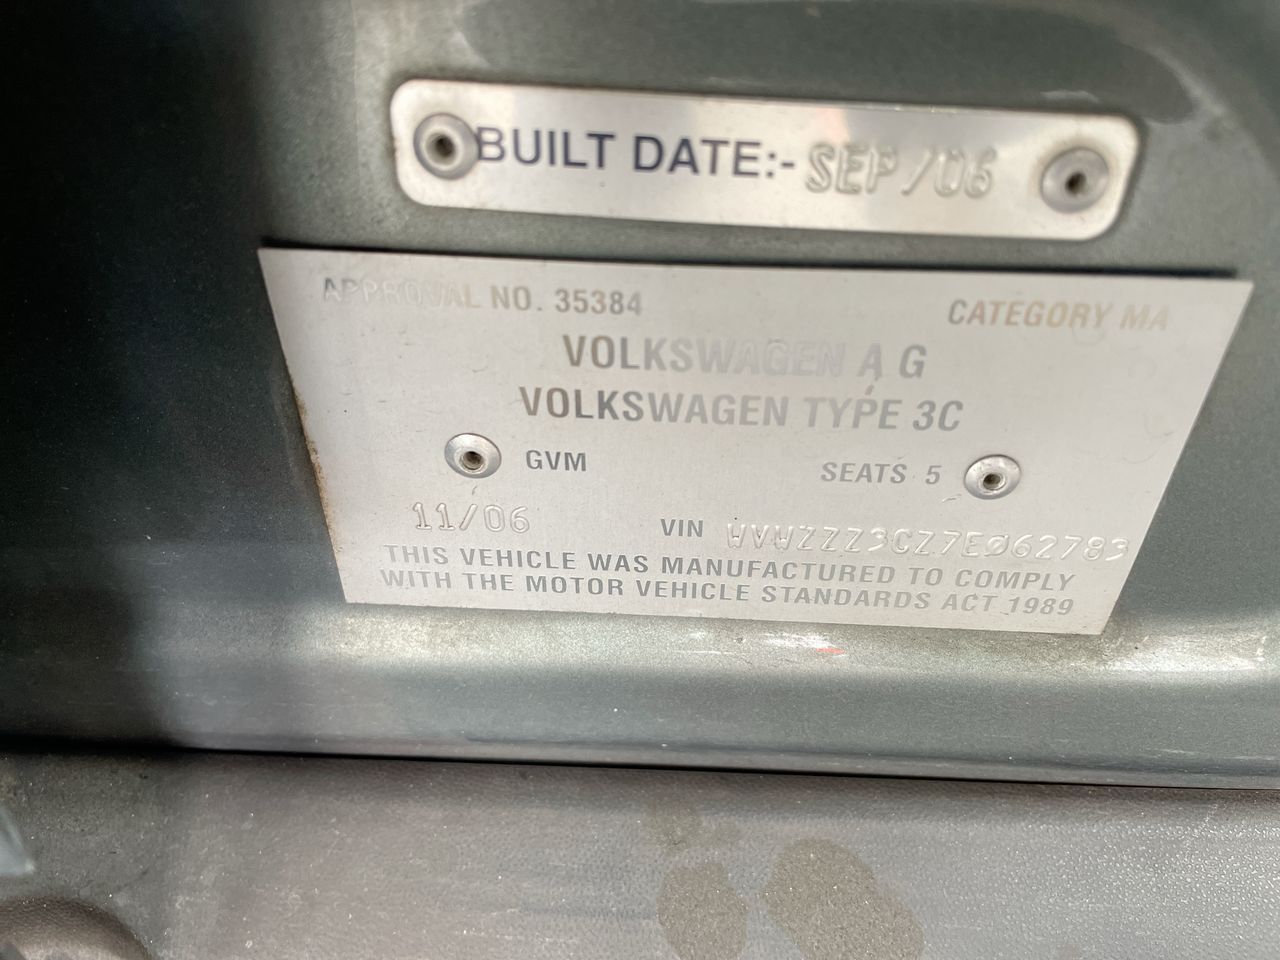 BUILT DATE:- SEP/06
APPROVAL NO. 35384 CATEGORY MA
VOLKSWAGEN A G
VOLKSWAGEN TYPE 3C
GVM SEATS 5
11/06 VIN WVWZZZ3CZ7E062783
THIS VEHICLE WAS MANUFACTURED TO COMPLY
WITH THE MOTOR VEHICLE STANDARDS ACT 1989